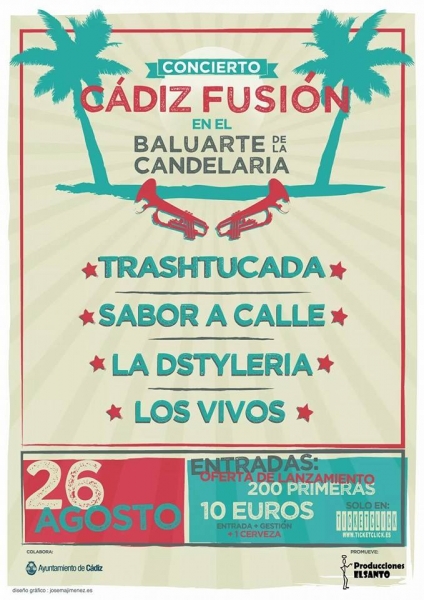 CONCIERTO
CÁDIZ FUSIÓN
EN EL
BALUARTE DE LA
CANDELARIA
TRASHTUCADA
SABOR A CALLE
LA DSTYLERIA
LOS VIVOS
26
AGOSTO
ENTRADAS:
OFERTA DE LANZAMIENTO
200 PRIMERAS
10 EUROS
ENTRADA + GESTIÓN
+ 1 CERVEZA
SOLO EN:
TICKETCLICK
WWW.TICKETCLICX.ES
COLABORA:
Ayuntamiento de Cádiz
PROMUEVE:
Producciones
ELSANTO
diseño gráfico : josemajimenez.es